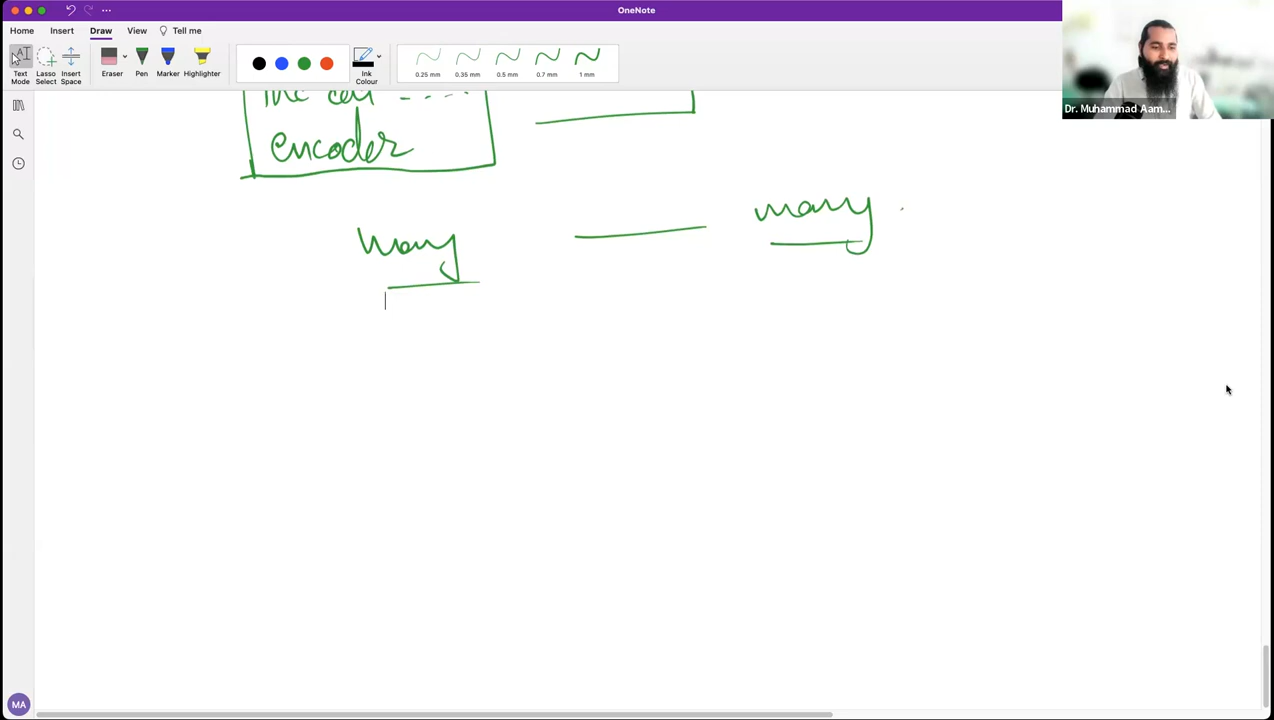 OneNote
Home Insert Draw View Tell me
Text Mode
Lasso Select
Insert Space
Eraser
Pen
Marker
Highlighter
Ink Colour
0.25 mm
0.35 mm
0.5 mm
0.7 mm
1 mm
Dr. Muhammad Aam...
The cat - - - -
encoder
many
many
MA